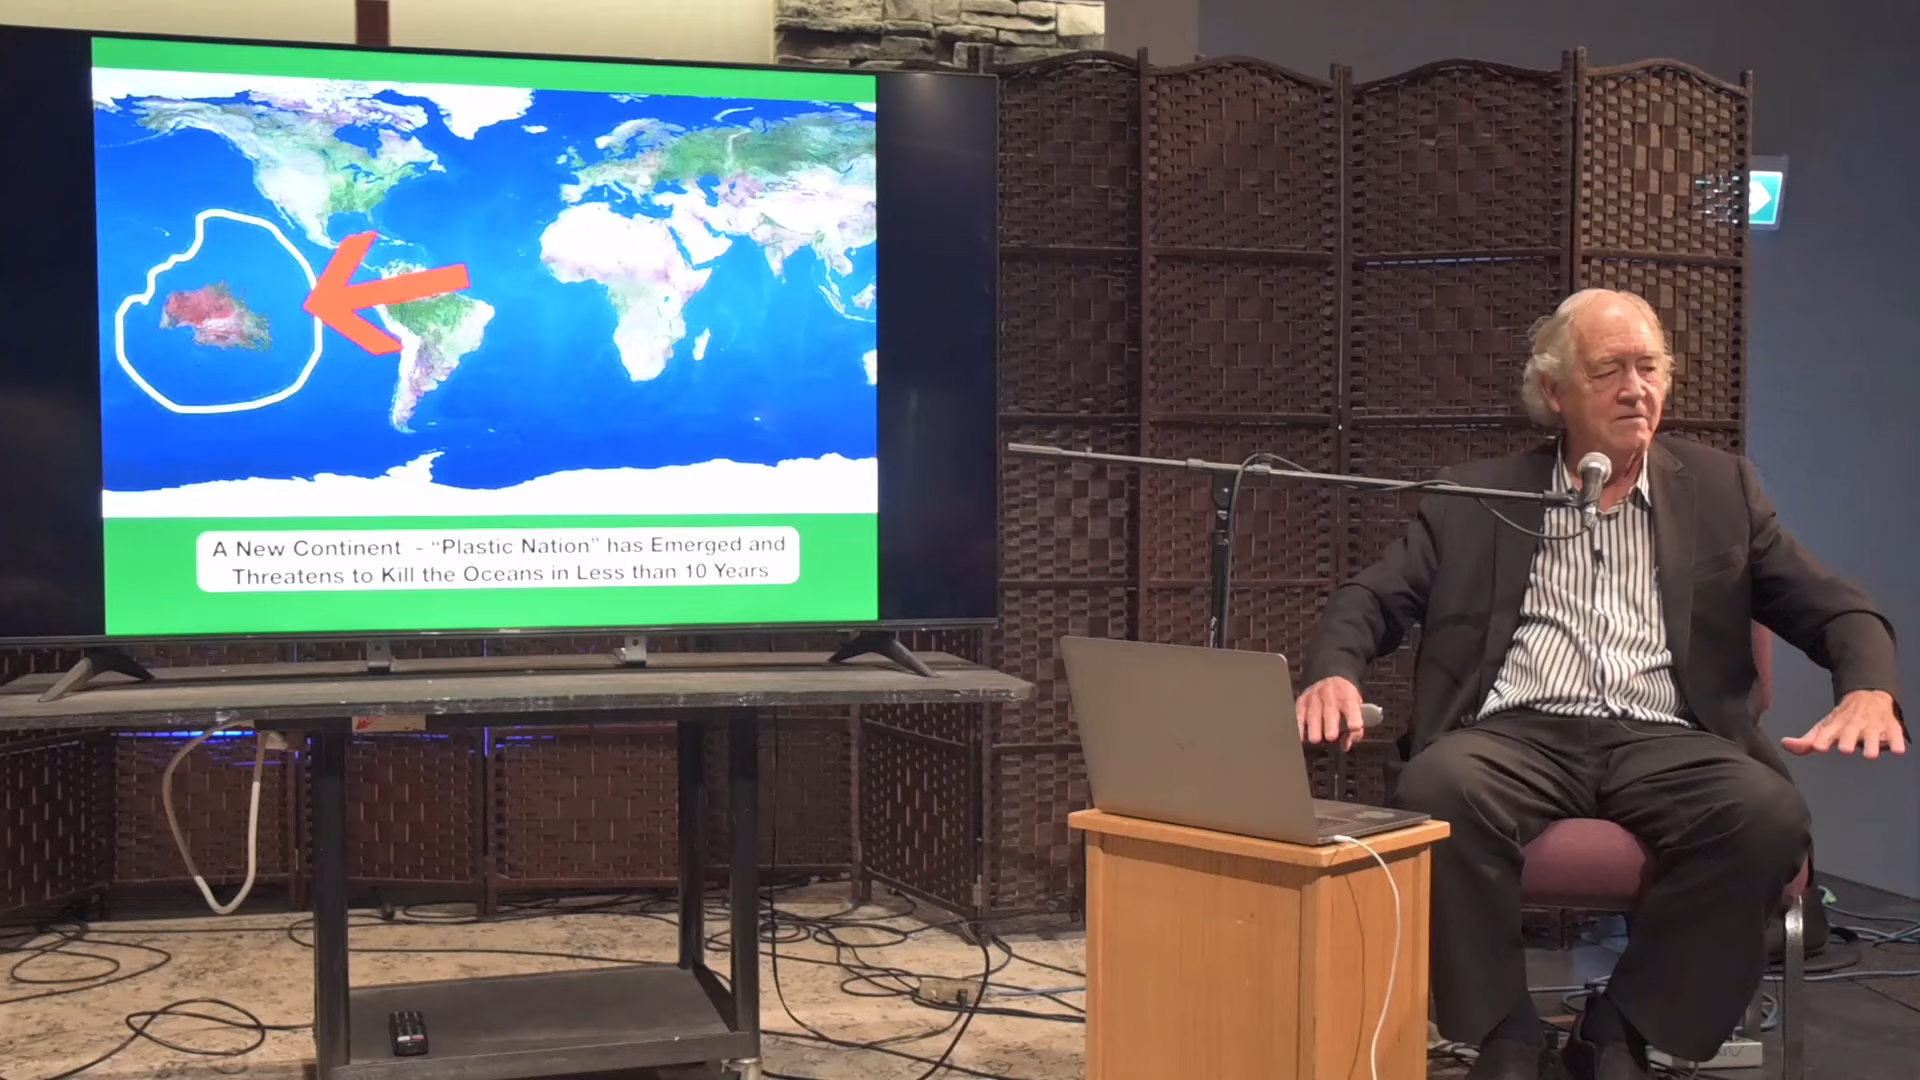 A New Continent - "Plastic Nation" has Emerged and
Threatens to Kill the Oceans in Less than 10 Years